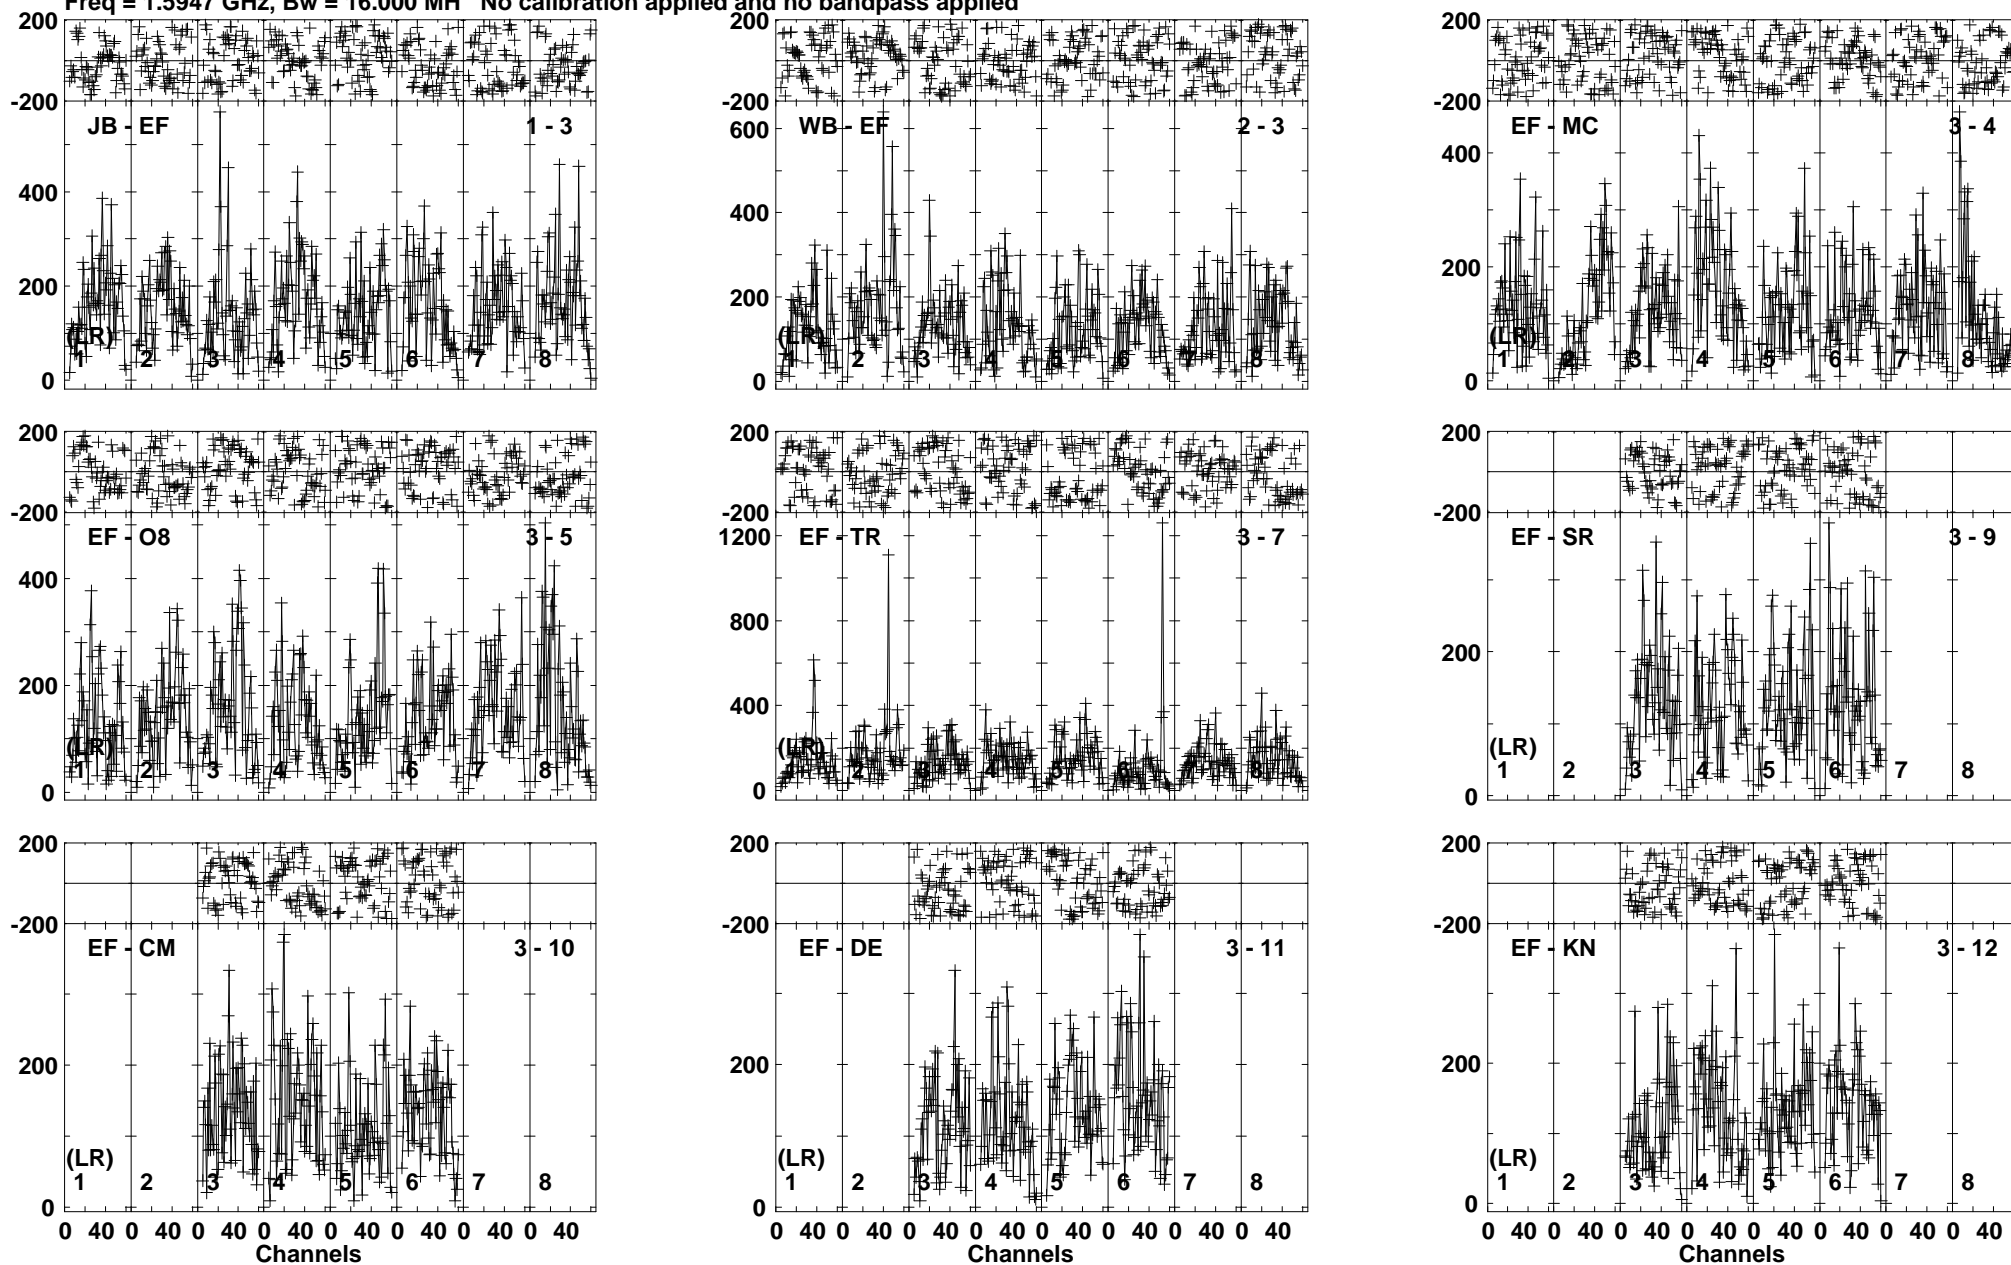 Freq = 1.5947 GHz, Bw = 16.000 MH No calibration applied and no bandpass applied
200 200 200
-200 -200 -200
JB - EF 1 - 3 WB - EF 2 - 3 EF - MC 3 - 4
600
400 400 400
200 200 200
(LR) (LR) (LR)
1 2 3 4 5 6 7 8 1 2 3 4 5 6 7 8 1 2 3 4 5 6 7 8
0 0 0
200 200 200
-200 -200 -200
EF - O8 3 - 5 1200 EF - TR 3 - 7 EF - SR 3 - 9
400 800
200 400 200
(LR) (LR) (LR)
1 2 3 4 5 6 7 8 1 2 3 4 5 6 7 8 1 2 3 4 5 6 7 8
0 0 0
200 200 200
-200 -200 -200
EF - CM 3 - 10 EF - DE 3 - 11 EF - KN 3 - 12
200 200 200
(LR) (LR) (LR)
1 2 3 4 5 6 7 8 1 2 3 4 5 6 7 8 1 2 3 4 5 6 7 8
0 0 0
0 40 0 40 0 40 0 40 0 40 0 40 0 40 0 40 0 40 0 40 0 40 0 40 0 40 0 40 0 40 0 40 0 40 0 40 0 40 0 40 0 40 0 40 0 40 0 40
Channels Channels Channels